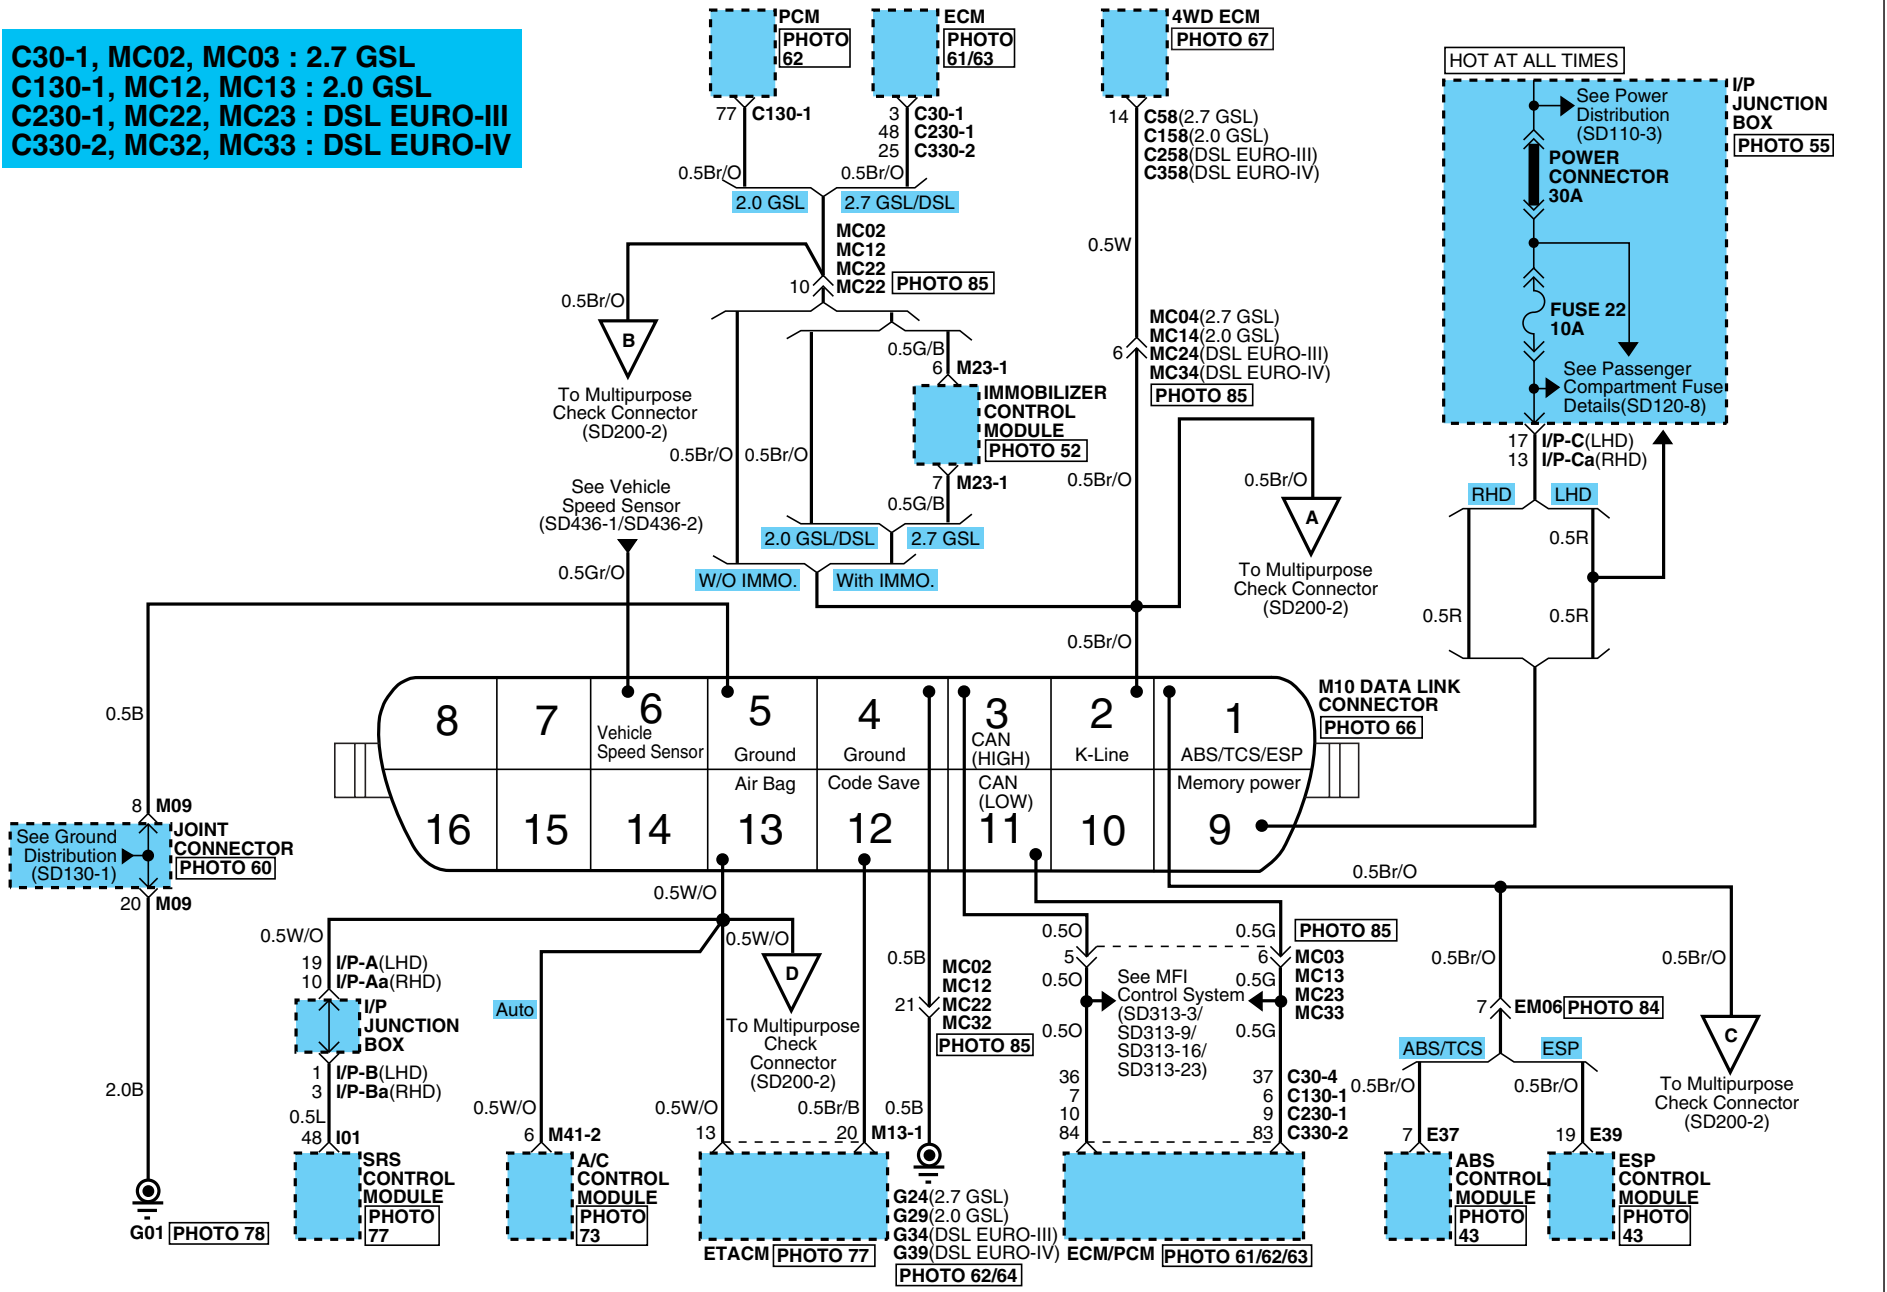 C30-1, MC02, MC03 : 2.7 GSL
C130-1, MC12, MC13 : 2.0 GSL
C230-1, MC22, MC23 : DSL EURO-III
C330-2, MC32, MC33 : DSL EURO-IV
PCM
PHOTO
62
77 C130-1
0.5Br/O
2.0 GSL
ECM
PHOTO
61/63
3 C30-1
48 C230-1
25 C330-2
0.5Br/O
2.7 GSL/DSL
4WD ECM
PHOTO 67
14 C58(2.7 GSL)
C158(2.0 GSL)
C258(DSL EURO-III)
C358(DSL EURO-IV)
0.5W
HOT AT ALL TIMES
See Power
Distribution
(SD110-3)
POWER
CONNECTOR
30A
FUSE 22
10A
See Passenger
Compartment Fuse
Details(SD120-8)
I/P
JUNCTION
BOX
PHOTO 55
17 I/P-C(LHD)
13 I/P-Ca(RHD)
RHD
LHD
0.5R
0.5R
0.5R
MC02
MC12
MC22
10 MC22 PHOTO 85
0.5Br/O
B
To Multipurpose
Check Connector
(SD200-2)
0.5G/B
6 M23-1
IMMOBILIZER
CONTROL
MODULE
PHOTO 52
7 M23-1
0.5G/B
0.5Br/O
0.5Br/O
2.0 GSL/DSL
2.7 GSL
W/O IMMO.
With IMMO.
MC04(2.7 GSL)
MC14(2.0 GSL)
6 MC24(DSL EURO-III)
MC34(DSL EURO-IV)
PHOTO 85
0.5Br/O
0.5Br/O
A
To Multipurpose
Check Connector
(SD200-2)
0.5Br/O
See Vehicle
Speed Sensor
(SD436-1/SD436-2)
0.5Gr/O
M10 DATA LINK
CONNECTOR
PHOTO 66
8
7
6
Vehicle
Speed Sensor
5
Ground
4
Ground
3
CAN
(HIGH)
2
K-Line
1
ABS/TCS/ESP
16
15
14
Air Bag
13
Code Save
12
CAN
(LOW)
11
10
Memory power
9
0.5B
8 M09
See Ground
Distribution
(SD130-1)
JOINT
CONNECTOR
PHOTO 60
20 M09
2.0B
G01 PHOTO 78
0.5W/O
0.5W/O
19 I/P-A(LHD)
10 I/P-Aa(RHD)
I/P
JUNCTION
BOX
1 I/P-B(LHD)
3 I/P-Ba(RHD)
0.5L
48 I01
SRS
CONTROL
MODULE
PHOTO
77
Auto
0.5W/O
6 M41-2
A/C
CONTROL
MODULE
PHOTO
73
0.5W/O
D
To Multipurpose
Check
Connector
(SD200-2)
0.5W/O
13
0.5Br/B
20 M13-1
ETACM PHOTO 77
0.5B
MC02
MC12
21 MC22
MC32
PHOTO 85
0.5B
G24(2.7 GSL)
G29(2.0 GSL)
G34(DSL EURO-III)
G39(DSL EURO-IV)
PHOTO 62/64
0.5O
0.5G
PHOTO 85
5
6 MC03
MC13
MC23
MC33
0.5O
0.5G
See MFI
Control System
(SD313-3/
SD313-9/
SD313-16/
SD313-23)
0.5O
0.5G
36 37 C30-4
7 6 C130-1
10 9 C230-1
84 83 C330-2
ECM/PCM PHOTO 61/62/63
0.5Br/O
0.5Br/O
0.5Br/O
7 EM06 PHOTO 84
ABS/TCS
ESP
0.5Br/O
0.5Br/O
C
To Multipurpose
Check Connector
(SD200-2)
7 E37
ABS
CONTROL
MODULE
PHOTO
43
19 E39
ESP
CONTROL
MODULE
PHOTO
43